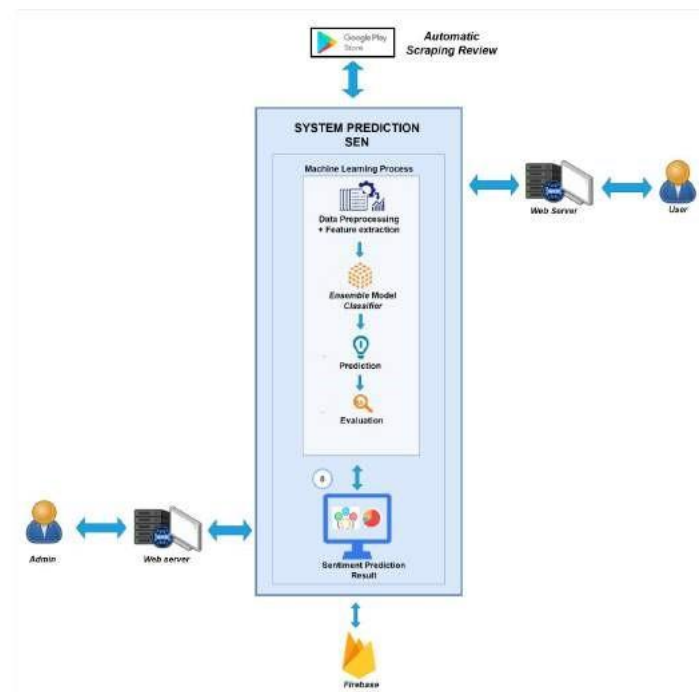 Google Play
Store
Automatic
Scraping Review
SYSTEM PREDICTION
SEN
Machine Learning Process
Data Preprocessing
+ Feature extraction
Ensemble Model
Classifier
Prediction
Evaluation
Web Server
User
Admin
Web server
Sentiment Prediction
Result
Firebase